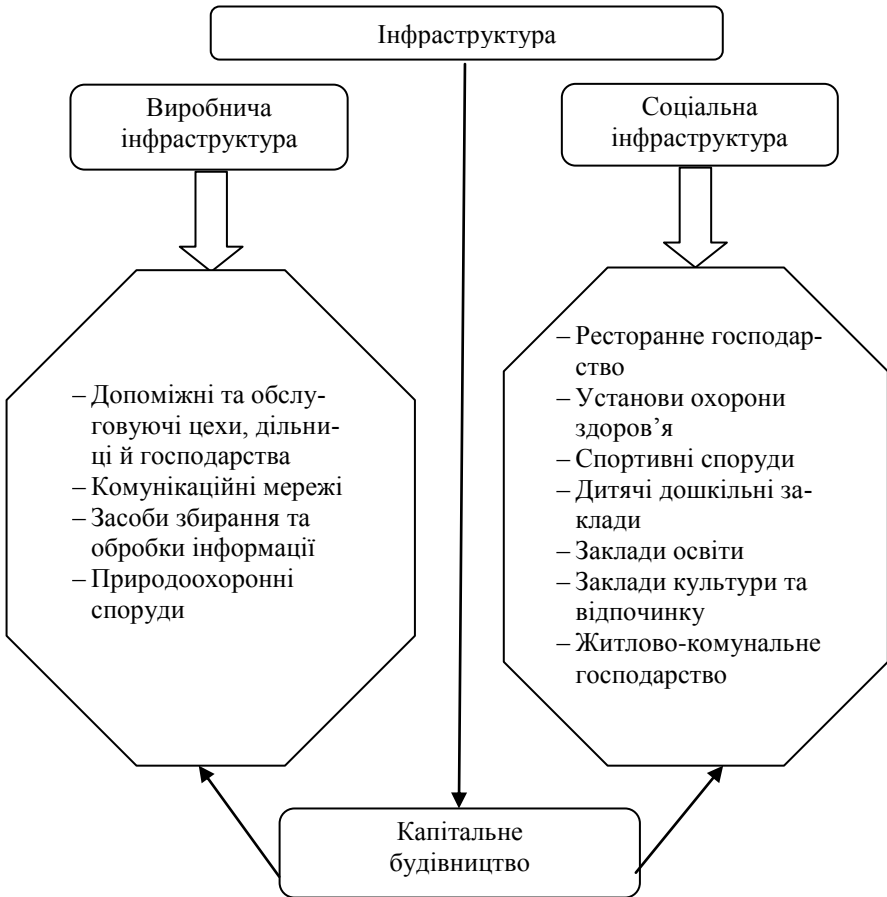 Інфраструктура
Виробнича
інфраструктура
Соціальна
інфраструктура
– Допоміжні та обслу-
говуючі цехи, дільни-
ці й господарства
– Комунікаційні мережі
– Засоби збирання та
обробки інформації
– Природоохоронні
споруди
– Ресторанне господар-
ство
– Установи охорони
здоров’я
– Спортивні споруди
– Дитячі дошкільні за-
клади
– Заклади освіти
– Заклади культури та
відпочинку
– Житлово-комунальне
господарство
Капітальне
будівництво